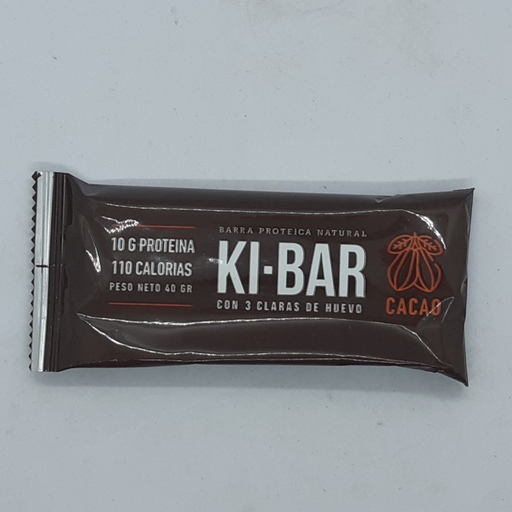 10 G PROTEINA
110 CALORIAS
PESO NETO 40 GR
BARRA PROTEICA NATURAL
KI-BAR
CON 3 CLARAS DE HUEVO
CACAO